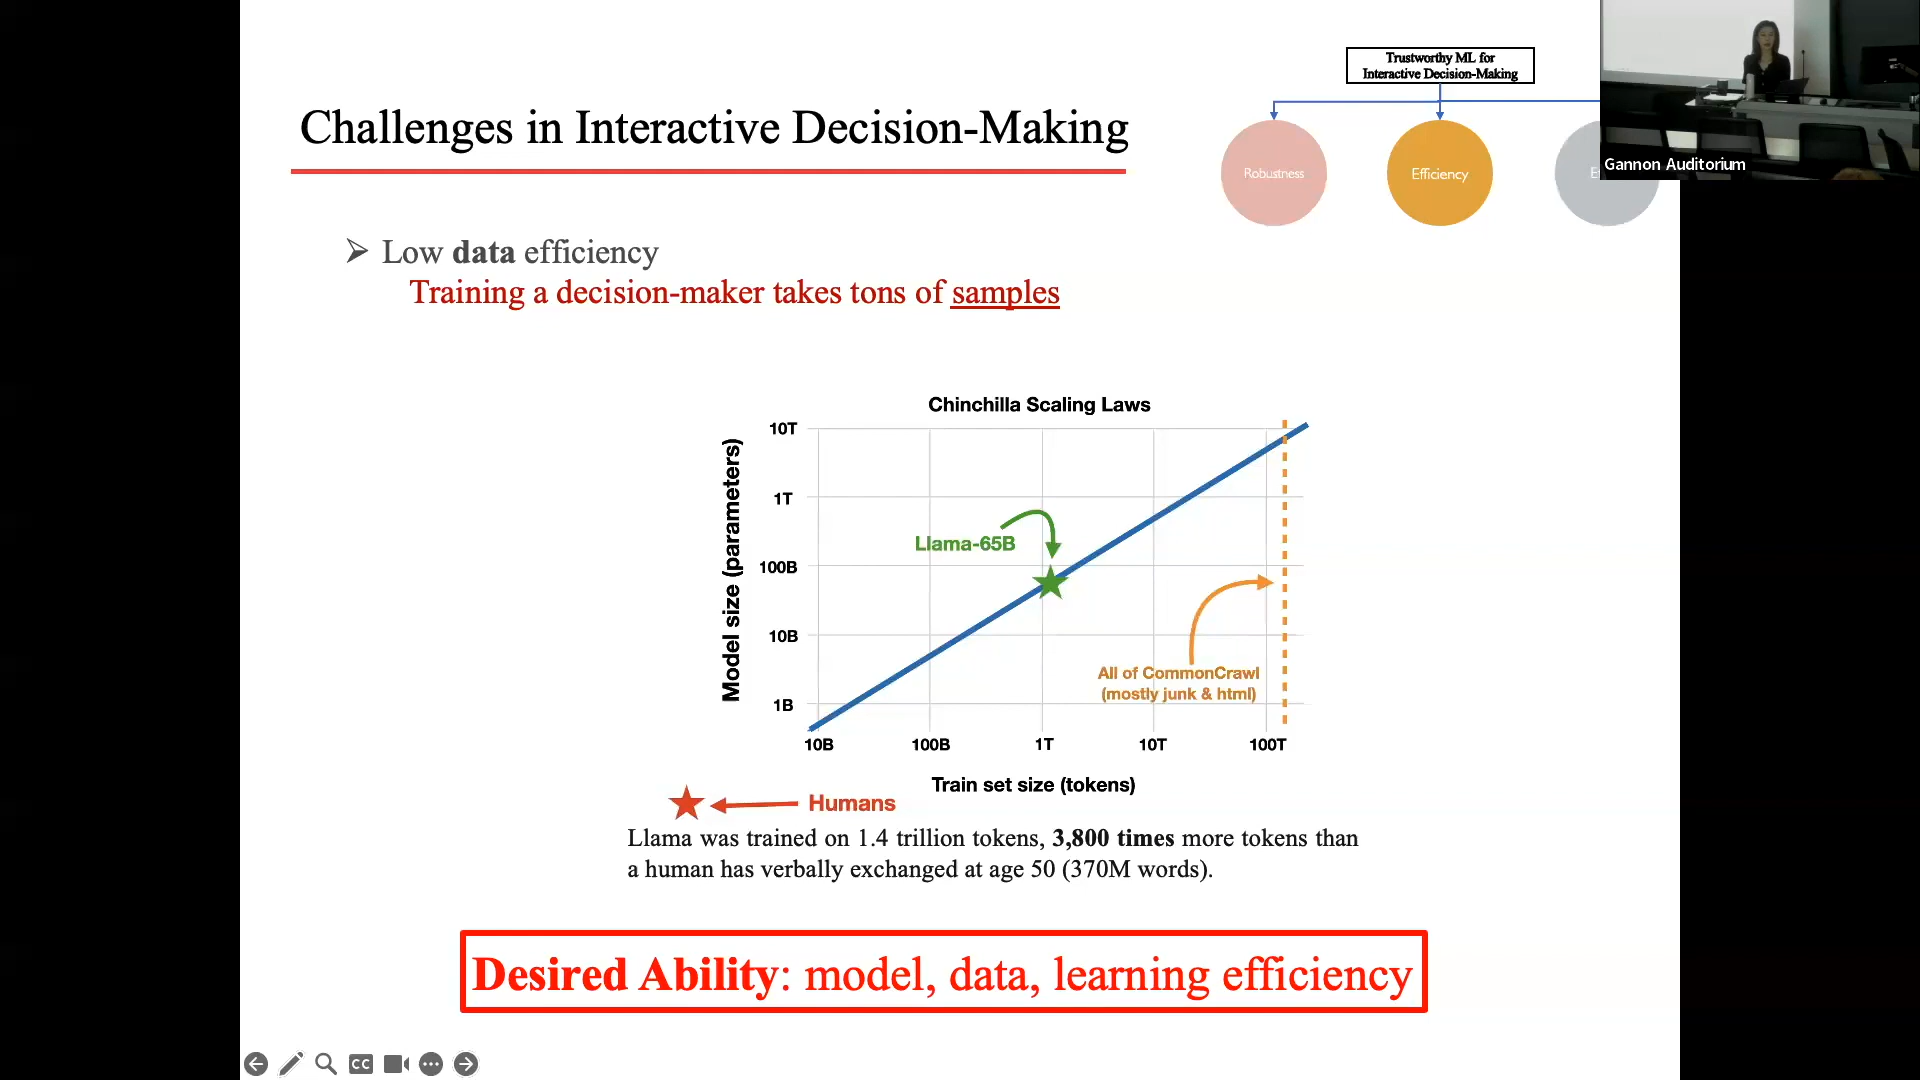 Trustworthy ML for
Interactive Decision-Making
Challenges in Interactive Decision-Making
Robustness
Efficiency
Gannon Auditorium
➢ Low data efficiency
Training a decision-maker takes tons of samples
Chinchilla Scaling Laws
Model size (parameters)
10T
1T
100B
10B
1B
Llama-65B
All of CommonCrawl
(mostly junk & html)
10B 100B 1T 10T 100T
Train set size (tokens)
Humans
Llama was trained on 1.4 trillion tokens, 3,800 times more tokens than
a human has verbally exchanged at age 50 (370M words).
Desired Ability: model, data, learning efficiency
CC